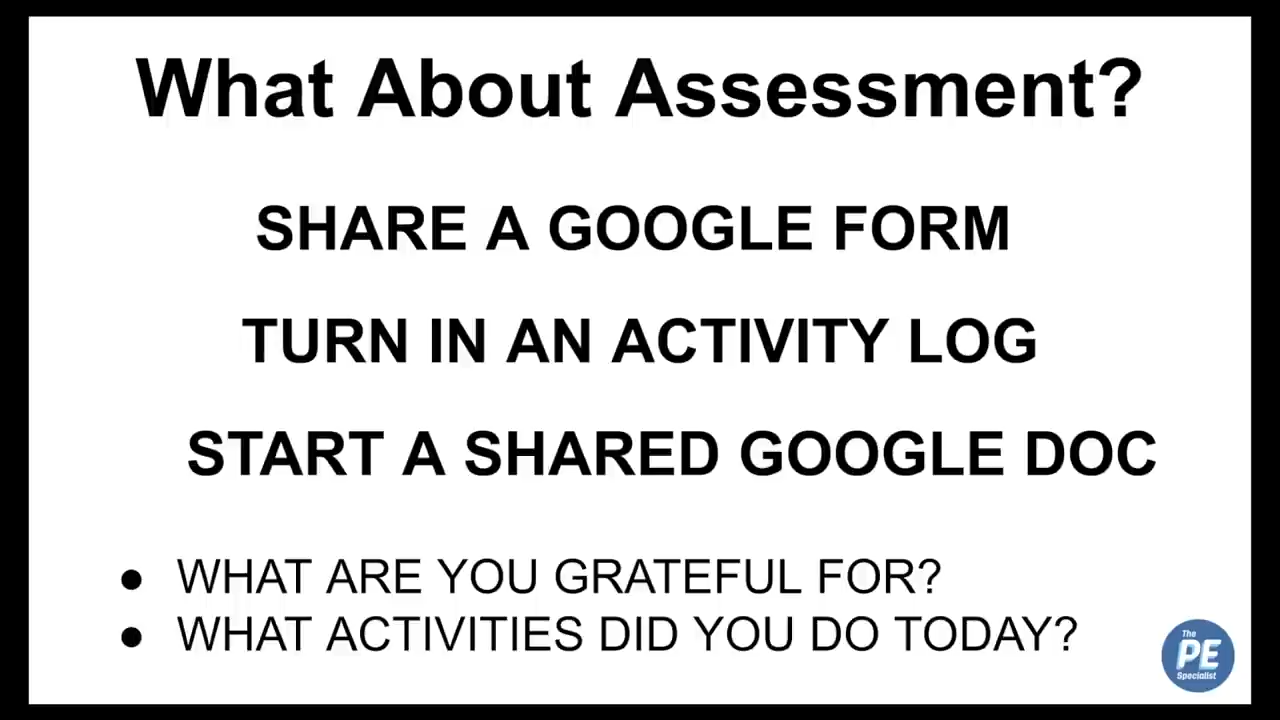 What About Assessment?
SHARE A GOOGLE FORM
TURN IN AN ACTIVITY LOG
START A SHARED GOOGLE DOC
● WHAT ARE YOU GRATEFUL FOR?
● WHAT ACTIVITIES DID YOU DO TODAY?
The
PE
Specialist